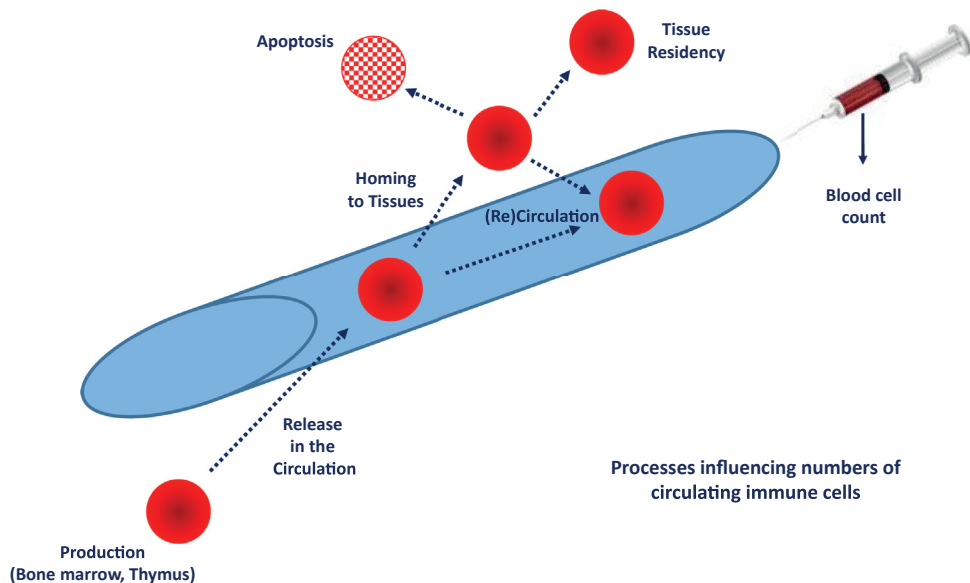 Apoptosis
Tissue
Residency
Homing
to Tissues
(Re)Circulation
Blood cell
count
Release
in the
Circulation
Processes influencing numbers of
circulating immune cells
Production
(Bone marrow, Thymus)